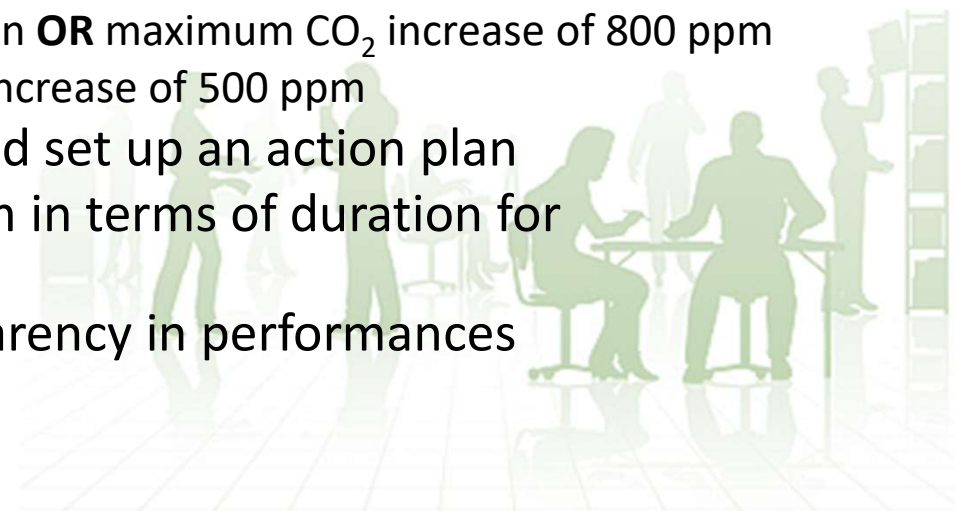 n OR maximum CO₂ increase of 800 ppm
ncrease of 500 ppm
d set up an action plan
n in terms of duration for
arency in performances